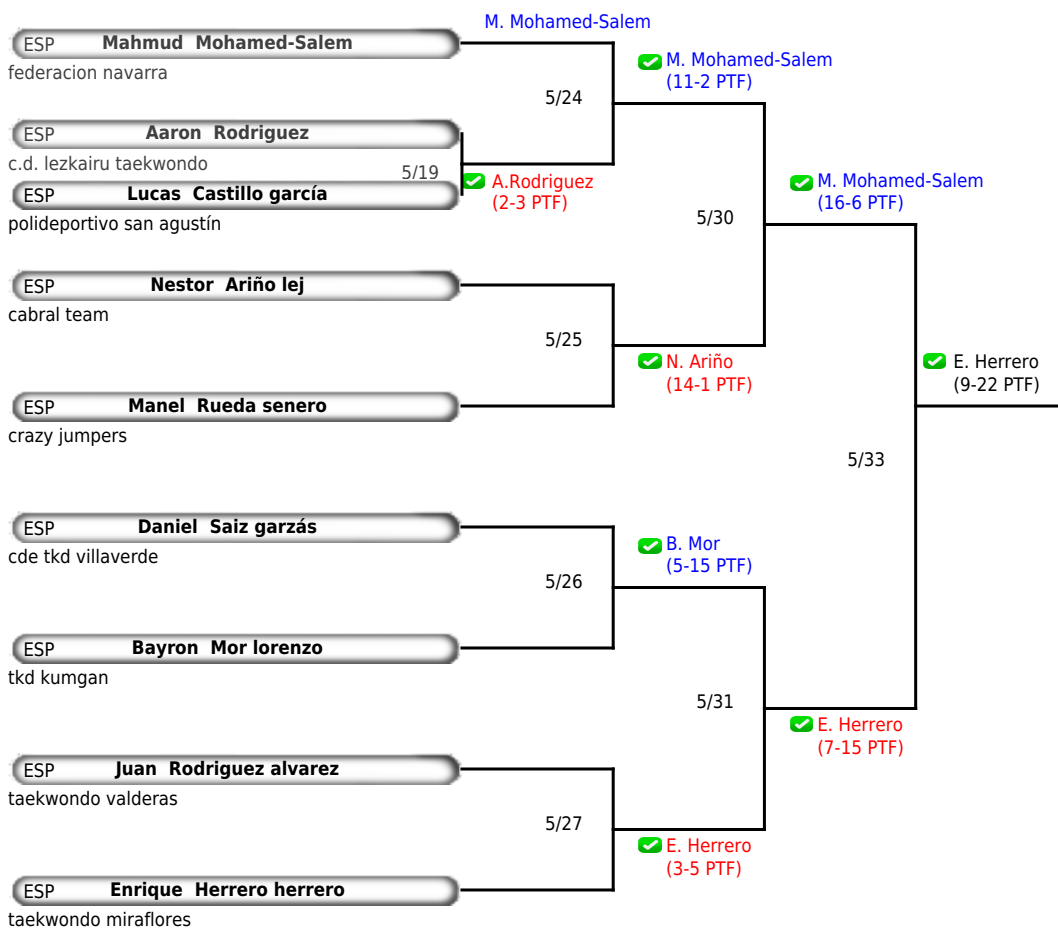 M. Mohamed-Salem
ESP Mahmud Mohamed-Salem
federacion navarra
M. Mohamed-Salem
(11-2 PTF)
5/24
ESP Aaron Rodriguez
c.d. lezkairu taekwondo
5/19
A.Rodriguez
(2-3 PTF)
ESP Lucas Castillo garcía
polideportivo san agustín
M. Mohamed-Salem
(16-6 PTF)
5/30
ESP Nestor Ariño lej
cabral team
5/25
N. Ariño
(14-1 PTF)
E. Herrero
(9-22 PTF)
ESP Manel Rueda senero
crazy jumpers
5/33
ESP Daniel Saiz garzás
cde tkd villaverde
B. Mor
(5-15 PTF)
5/26
ESP Bayron Mor lorenzo
tkd kumgan
5/31
E. Herrero
(7-15 PTF)
ESP Juan Rodriguez alvarez
taekwondo valderas
5/27
E. Herrero
(3-5 PTF)
ESP Enrique Herrero herrero
taekwondo miraflores